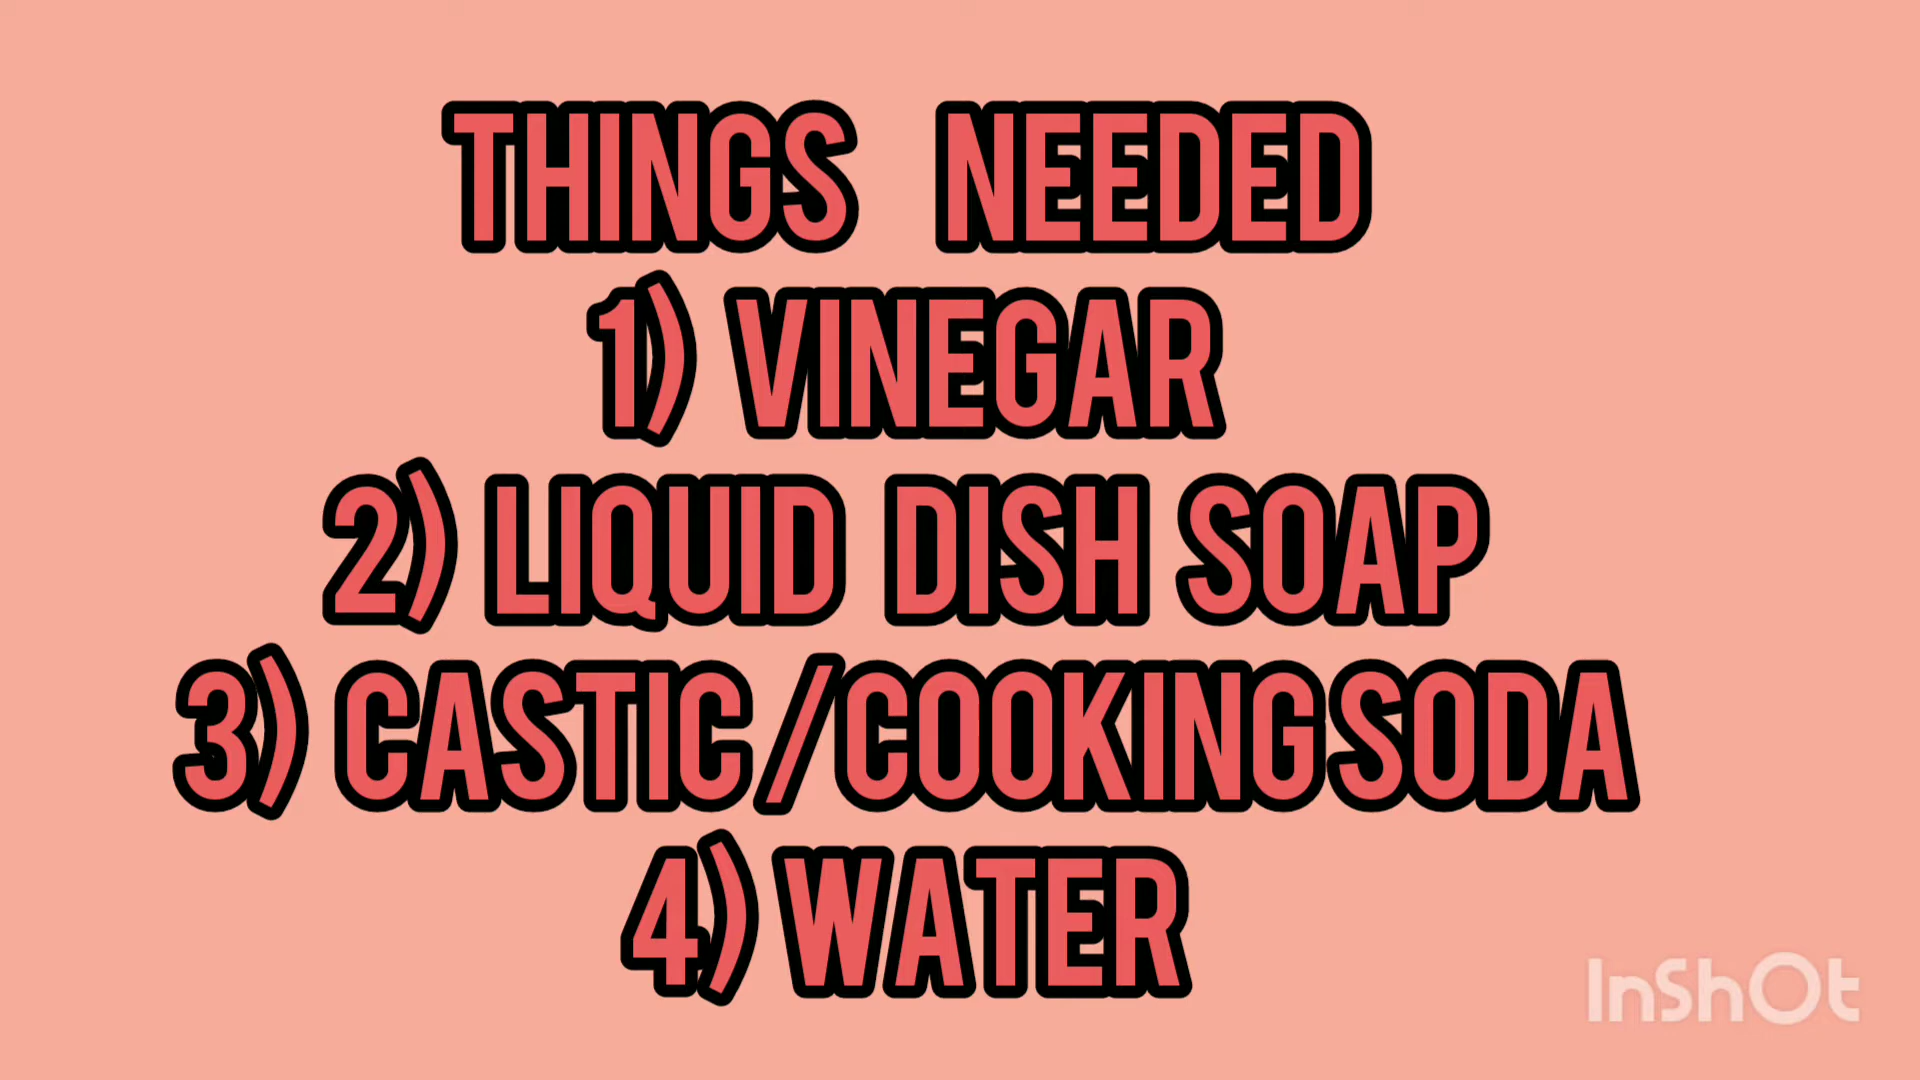 THINGS NEEDED
1) VINEGAR
2) LIQUID DISH SOAP
3) CASTIC/COOKING SODA
4) WATER
InShOt